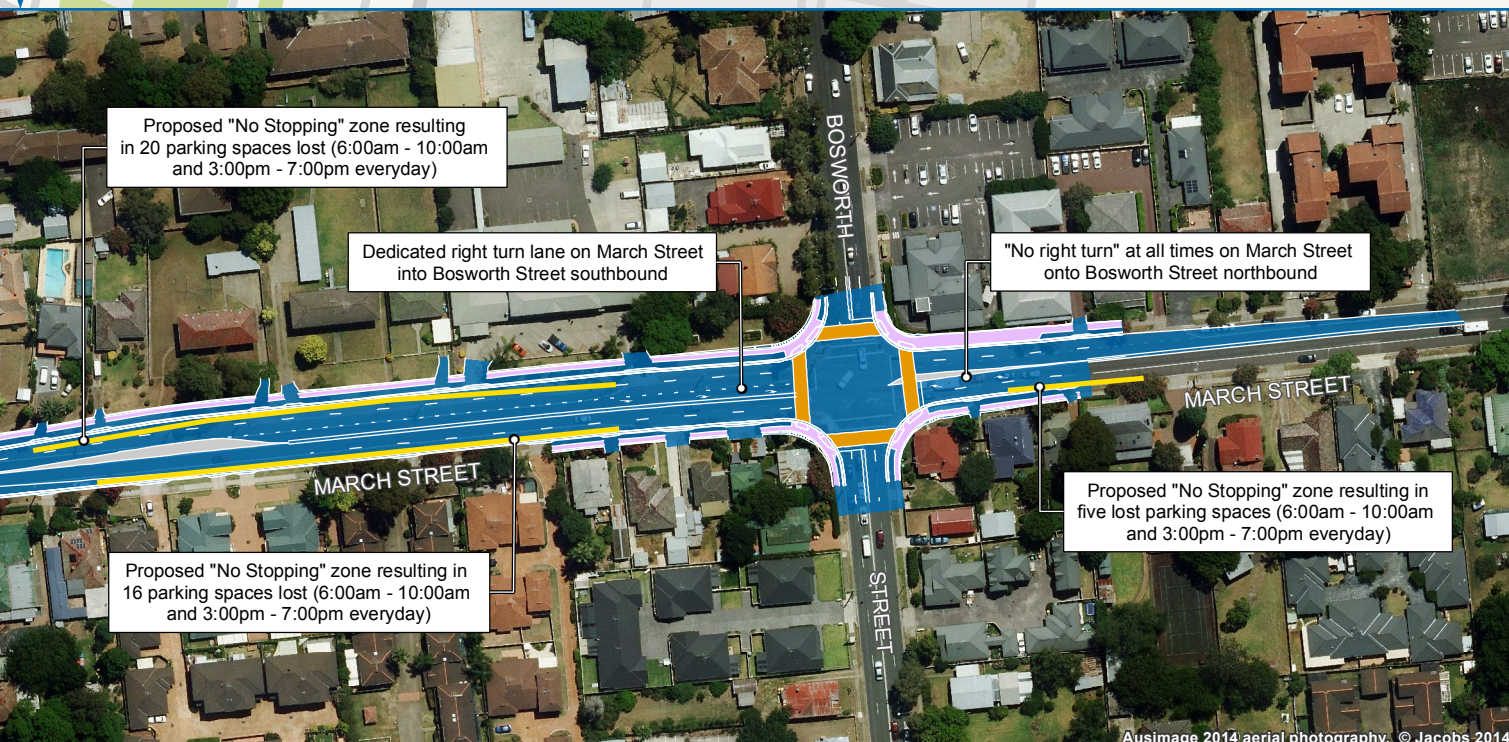 Proposed "No Stopping" zone resulting
in 20 parking spaces lost (6:00am - 10:00am
and 3:00pm - 7:00pm everyday)
BOSWORTH
Dedicated right turn lane on March Street
into Bosworth Street southbound
"No right turn" at all times on March Street
onto Bosworth Street northbound
MARCH STREET
MARCH STREET
Proposed "No Stopping" zone resulting in
five lost parking spaces (6:00am - 10:00am
and 3:00pm - 7:00pm everyday)
Proposed "No Stopping" zone resulting in
16 parking spaces lost (6:00am - 10:00am
and 3:00pm - 7:00pm everyday)
STREET
Ausimage 2014 aerial photography, © Jacobs 2014